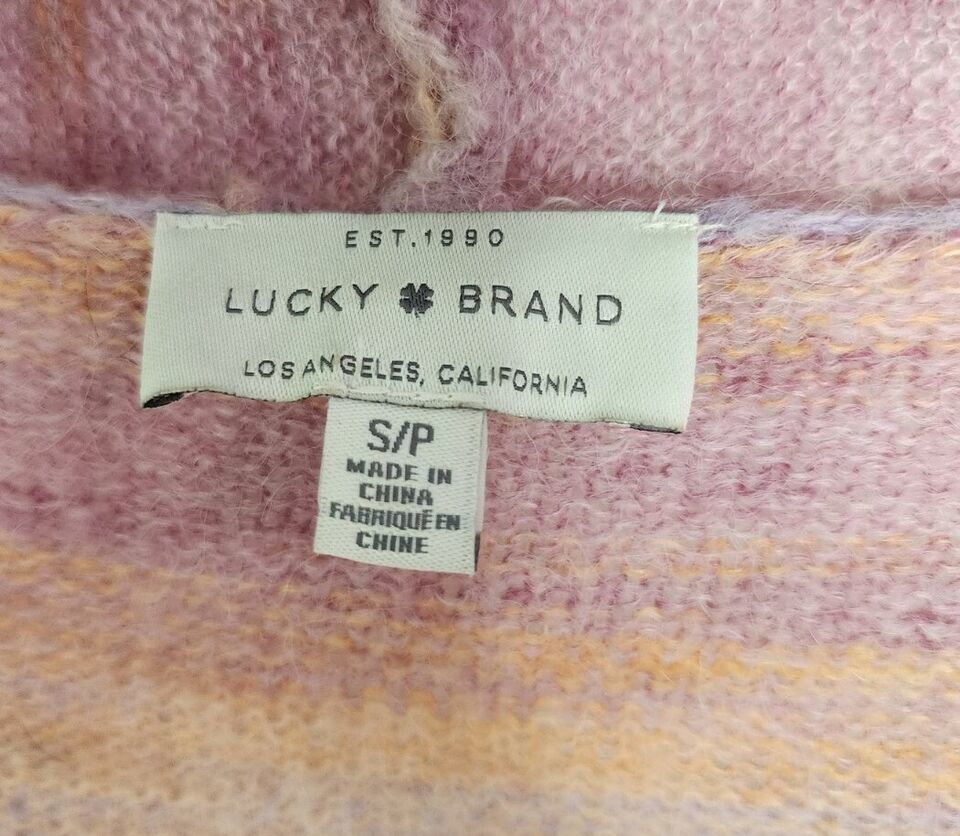 EST. 1990
LUCKY BRAND
LOS ANGELES, CALIFORNIA
S/P
MADE IN
CHINA
FABRIQUÉ EN
CHINE